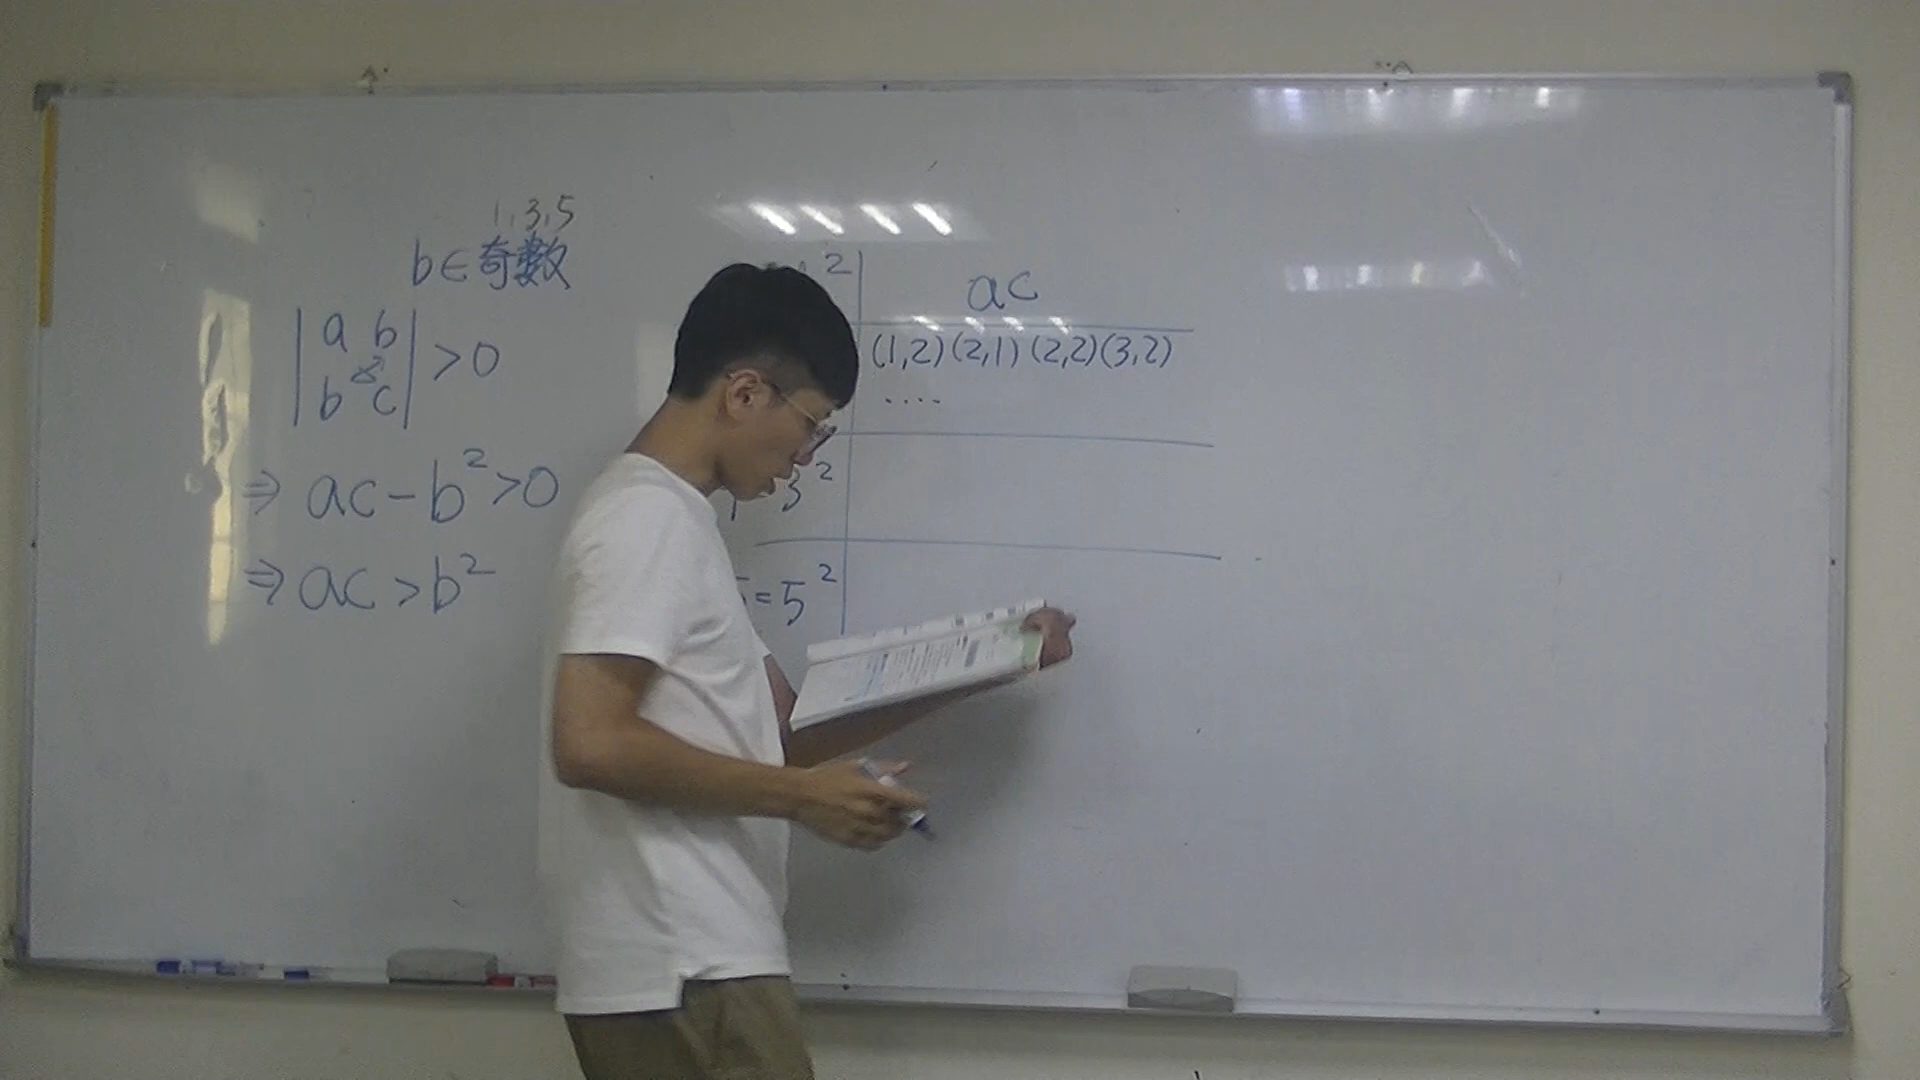 1,3,5
b∈奇數
| a b |
| b c | >0
⇒ ac-b²>0
⇒ ac>b²
2 | ac
(1,2)(2,1)(2,2)(3,2)
....
3²
=5²